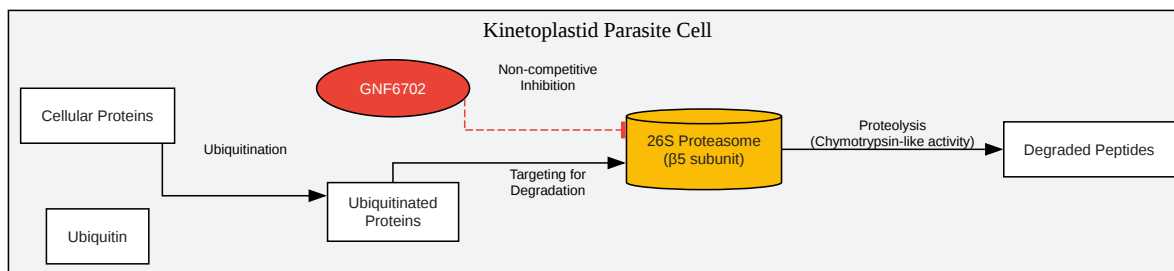 Kinetoplastid Parasite Cell
GNF6702
Non-competitive
Inhibition
Cellular Proteins
Ubiquitination
26S Proteasome
(β5 subunit)
Proteolysis
(Chymotrypsin-like activity)
Degraded Peptides
Targeting for
Degradation
Ubiquitinated
Proteins
Ubiquitin